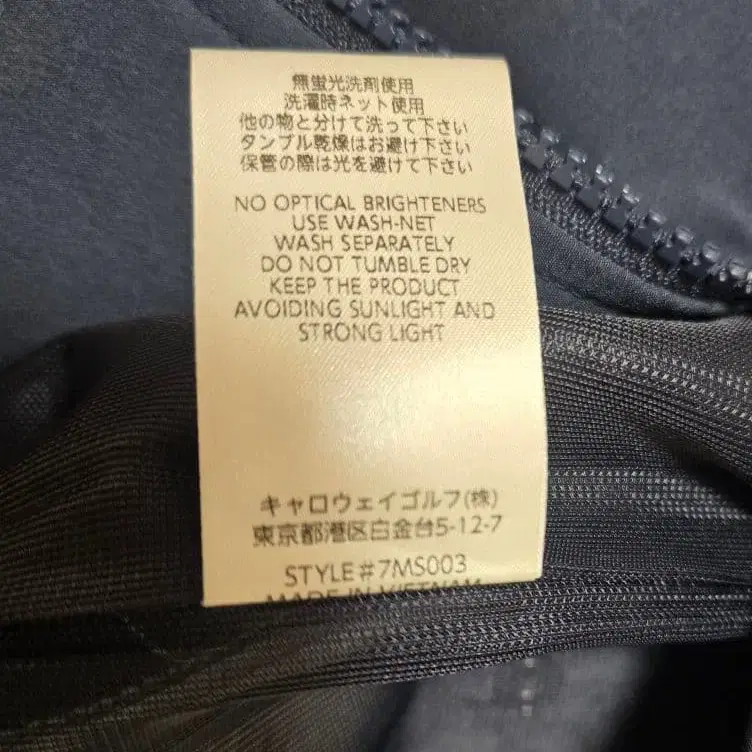 無蛍光洗剤使用
洗濯時ネット使用
他の物と分けて洗って下さい
タンブル乾燥はお避け下さい
保管の際は光を避けて下さい
NO OPTICAL BRIGHTENERS
USE WASH-NET
WASH SEPARATELY
DO NOT TUMBLE DRY
KEEP THE PRODUCT
AVOIDING SUNLIGHT AND
STRONG LIGHT
キャロウェイゴルフ(株)
東京都港区白金台5-12-7
STYLE#7MS003
MADE IN VIETNAM